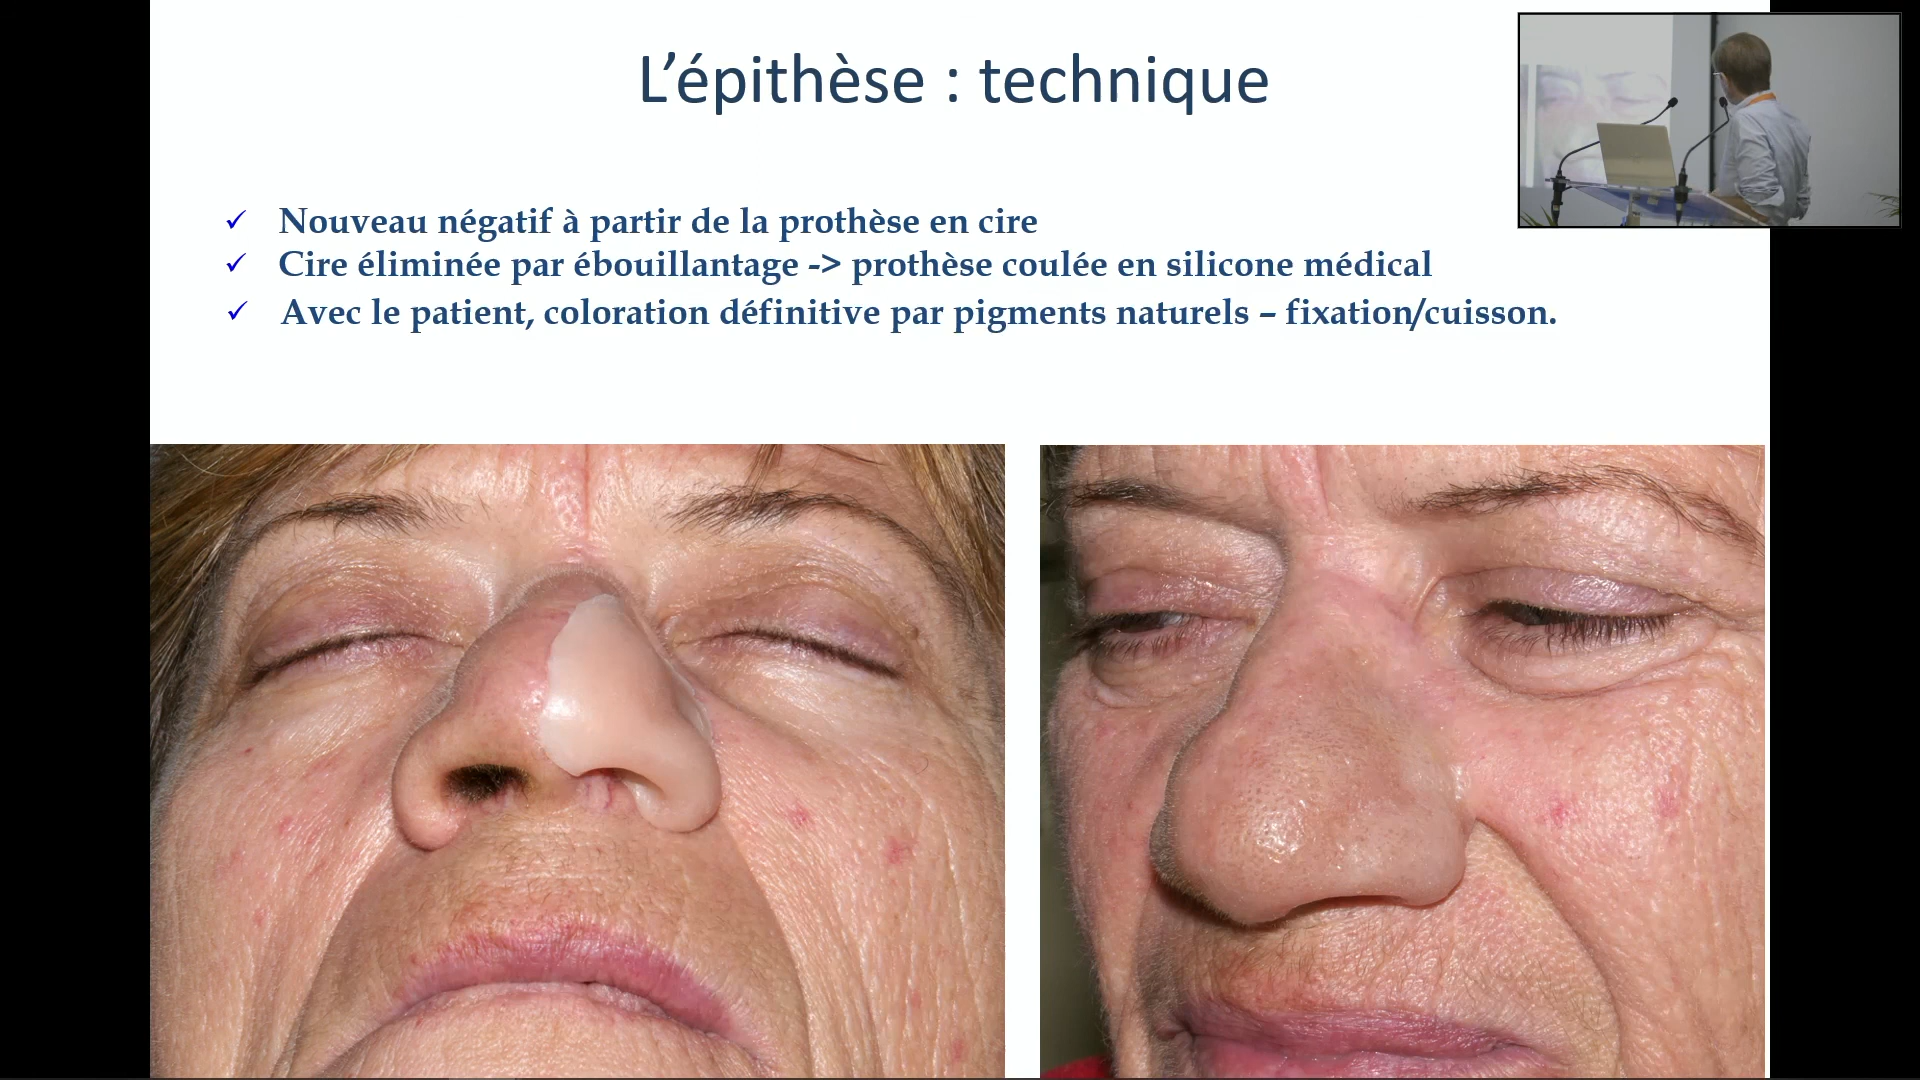 L’épithèse : technique
✓ Nouveau négatif à partir de la prothèse en cire
✓ Cire éliminée par ébouillantage -> prothèse coulée en silicone médical
✓ Avec le patient, coloration définitive par pigments naturels – fixation/cuisson.